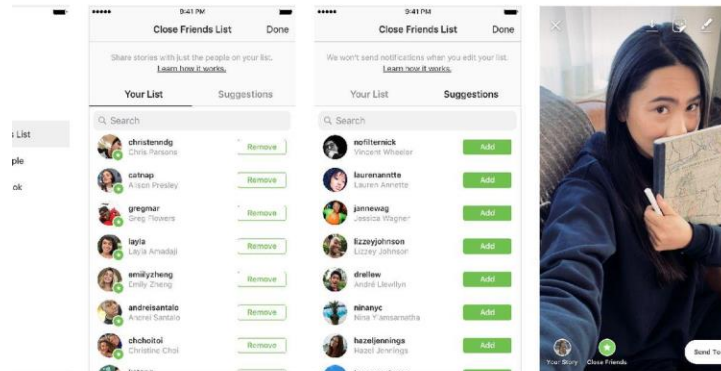 s List
ple
ok
9:41 PM
Close Friends List
Done
Share stories with just the people on your list.
Learn how it works.
Your List
Suggestions
Search
christenndg
Chris Parsons
Remove
catnap
Alison Presley
Remove
gregmar
Greg Flowers
Remove
layla
Layla Amadaji
Remove
emiilyzheng
Emily Zheng
Remove
andreisantalo
Andrei Santalo
Remove
chchoitoi
Christine Choi
Remove
9:41 PM
Close Friends List
Done
We won't send notifications when you edit your list.
Learn how it works.
Your List
Suggestions
Search
nofilternick
Vincent Wheeler
Add
laurenanntte
Lauren Annette
Add
jannewag
Jessica Wagner
Add
lizzeyjohnson
Lizzey Johnson
Add
drellew
André Llewllyn
Add
ninanyc
Nina Y'amsamatha
Add
hazeljennings
Hazel Jennings
Add
Your Story
Close Friends
Send To